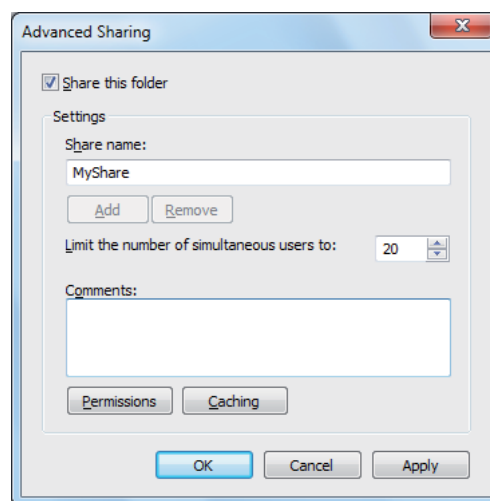 Advanced Sharing
Share this folder
Settings
Share name:
MyShare
Add Remove
Limit the number of simultaneous users to: 20
Comments:
Permissions Caching
OK Cancel Apply